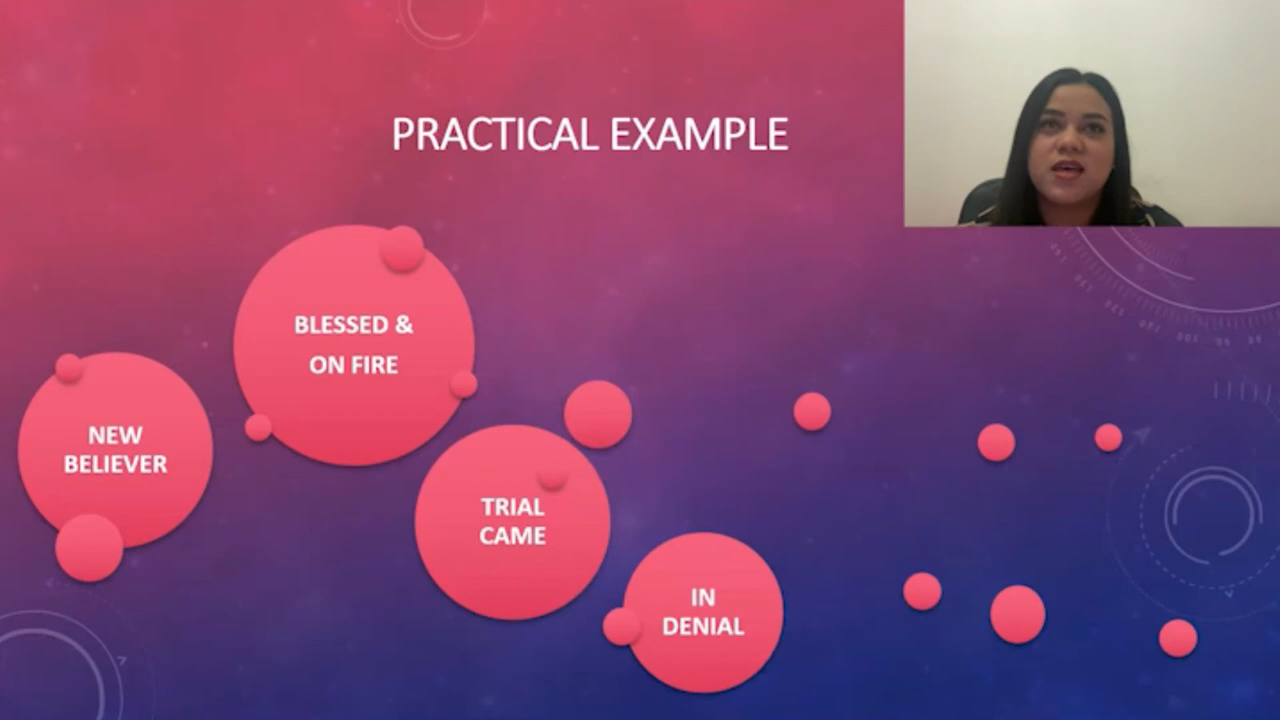 PRACTICAL EXAMPLE
BLESSED &
ON FIRE
NEW
BELIEVER
TRIAL
CAME
IN
DENIAL